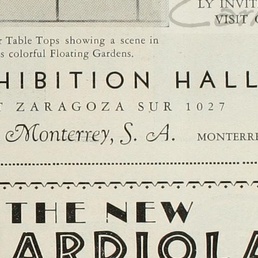 LY INVIT
VISIT
Table Tops showing a scene in
s colorful Floating Gardens.
HIBITION HALL
T ZARAGOZA SUR 1027
Monterrey, S. A. MONTERRE
THE NEW
ARDIOLA